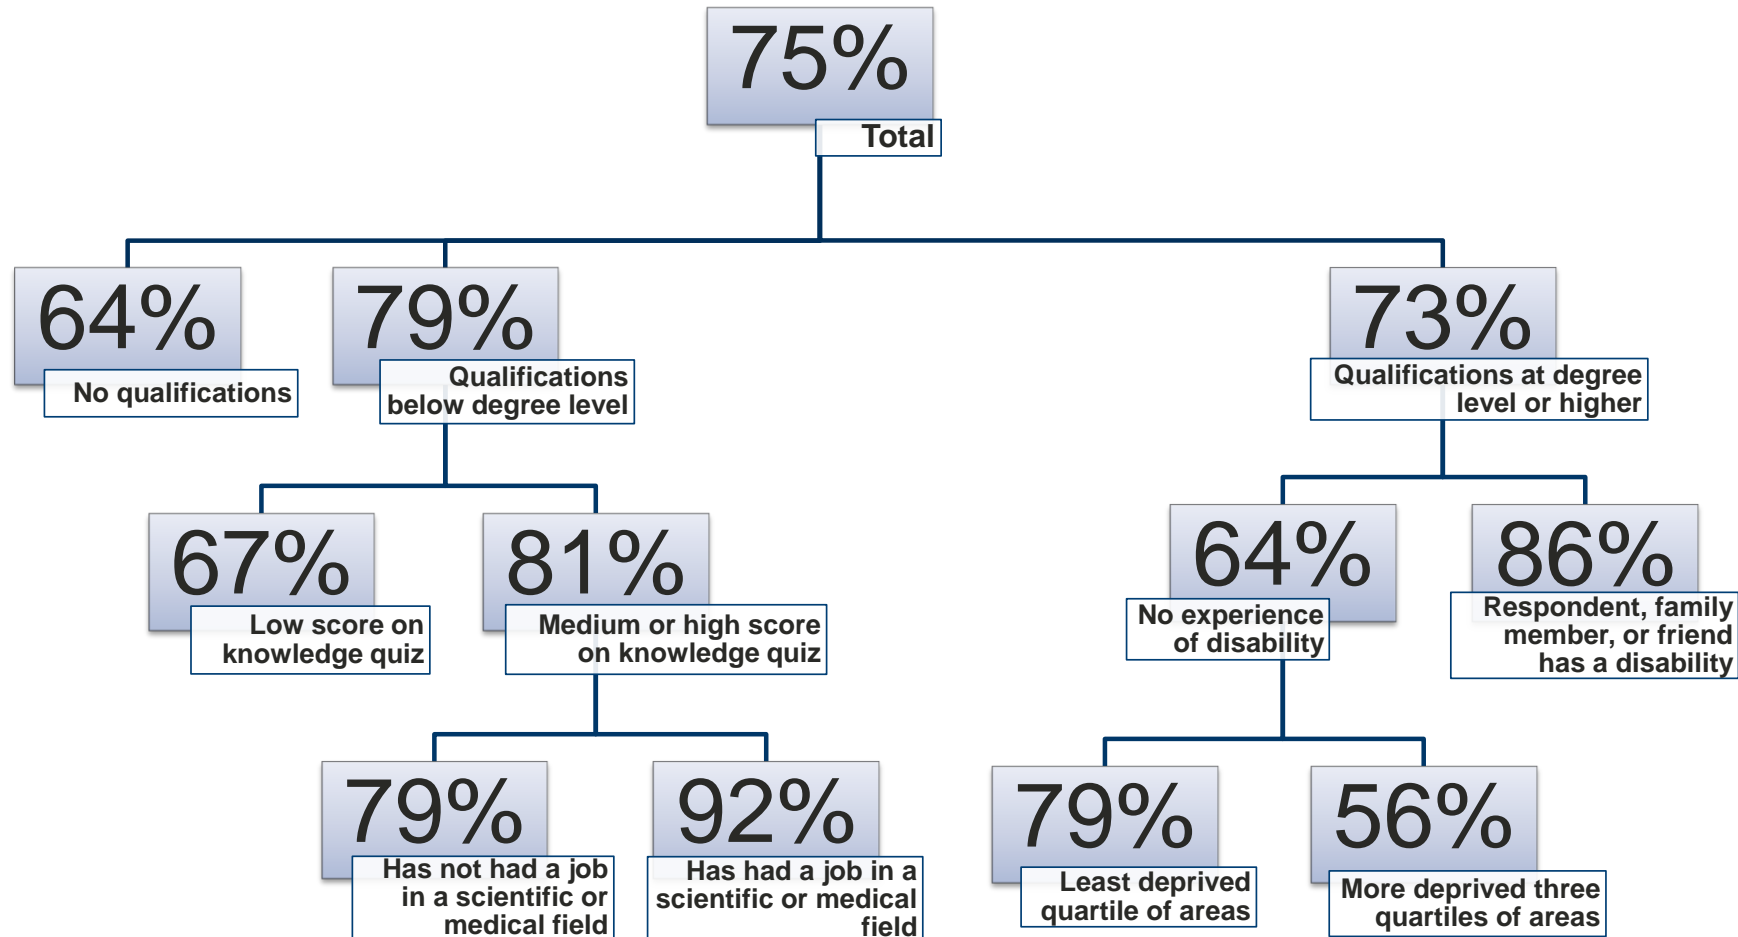 75%
Total
64%
No qualifications
79%
Qualifications
below degree level
73%
Qualifications at degree
level or higher
67%
Low score on
knowledge quiz
81%
Medium or high score
on knowledge quiz
64%
No experience
of disability
86%
Respondent, family
member, or friend
has a disability
79%
Has not had a job
in a scientific or
medical field
92%
Has had a job in a
scientific or medical
field
79%
Least deprived
quartile of areas
56%
More deprived three
quartiles of areas